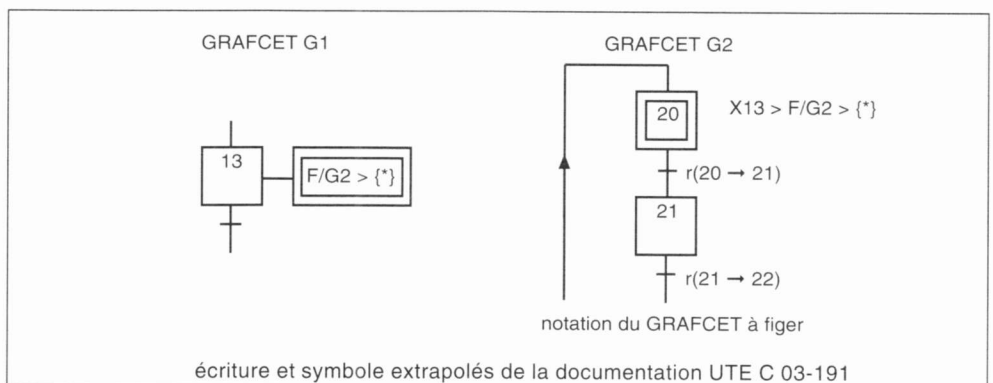 GRAFCET G1
GRAFCET G2
20
X13 > F/G2 > {*}
13
F/G2 > {*}
r(20 → 21)
21
r(21 → 22)
notation du GRAFCET à figer
écriture et symbole extrapolés de la documentation UTE C 03-191